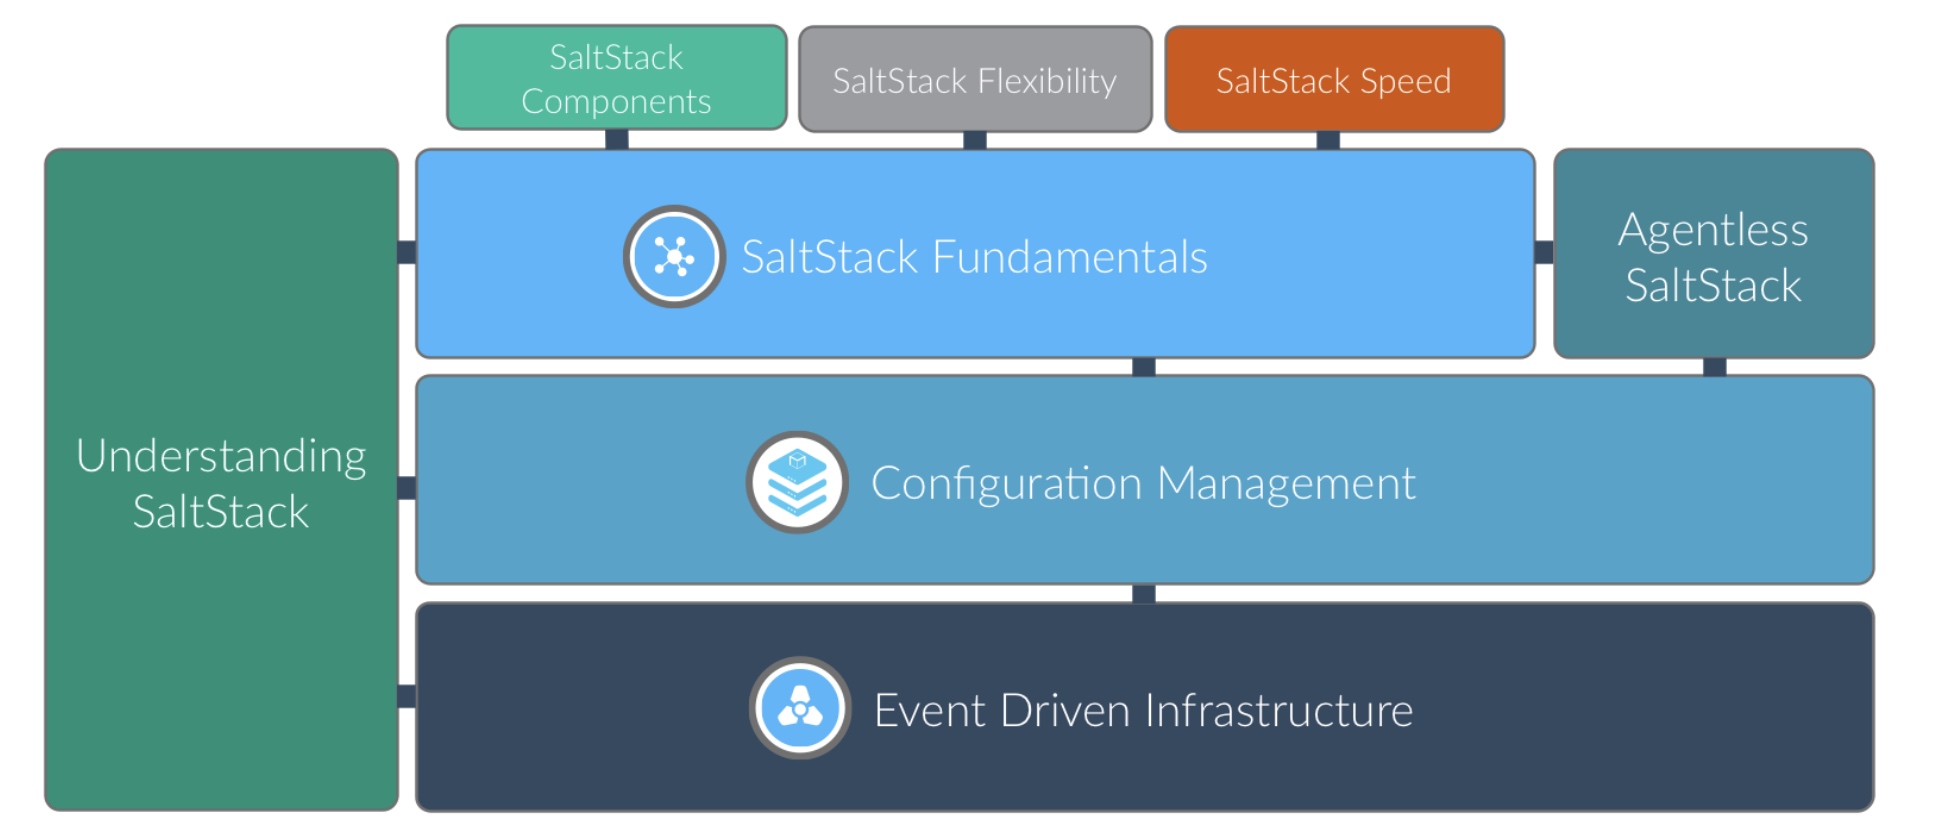 SaltStack
Components
SaltStack Flexibility
SaltStack Speed
Understanding
SaltStack
SaltStack Fundamentals
Agentless
SaltStack
Configuration Management
Event Driven Infrastructure